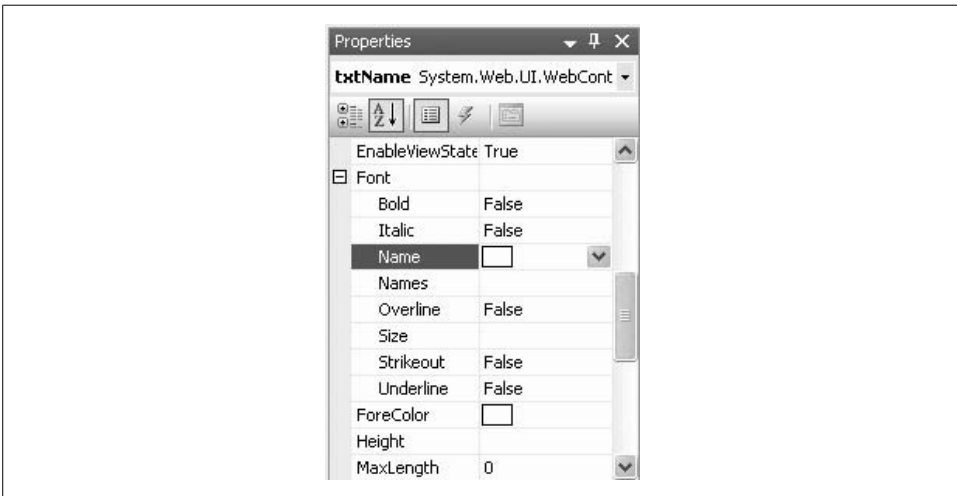 Properties
txtName System.Web.UI.WebCont
A
Z
EnableViewState True
Font
Bold False
Italic False
Name
Names
Overline False
Size
Strikeout False
Underline False
ForeColor
Height
MaxLength 0